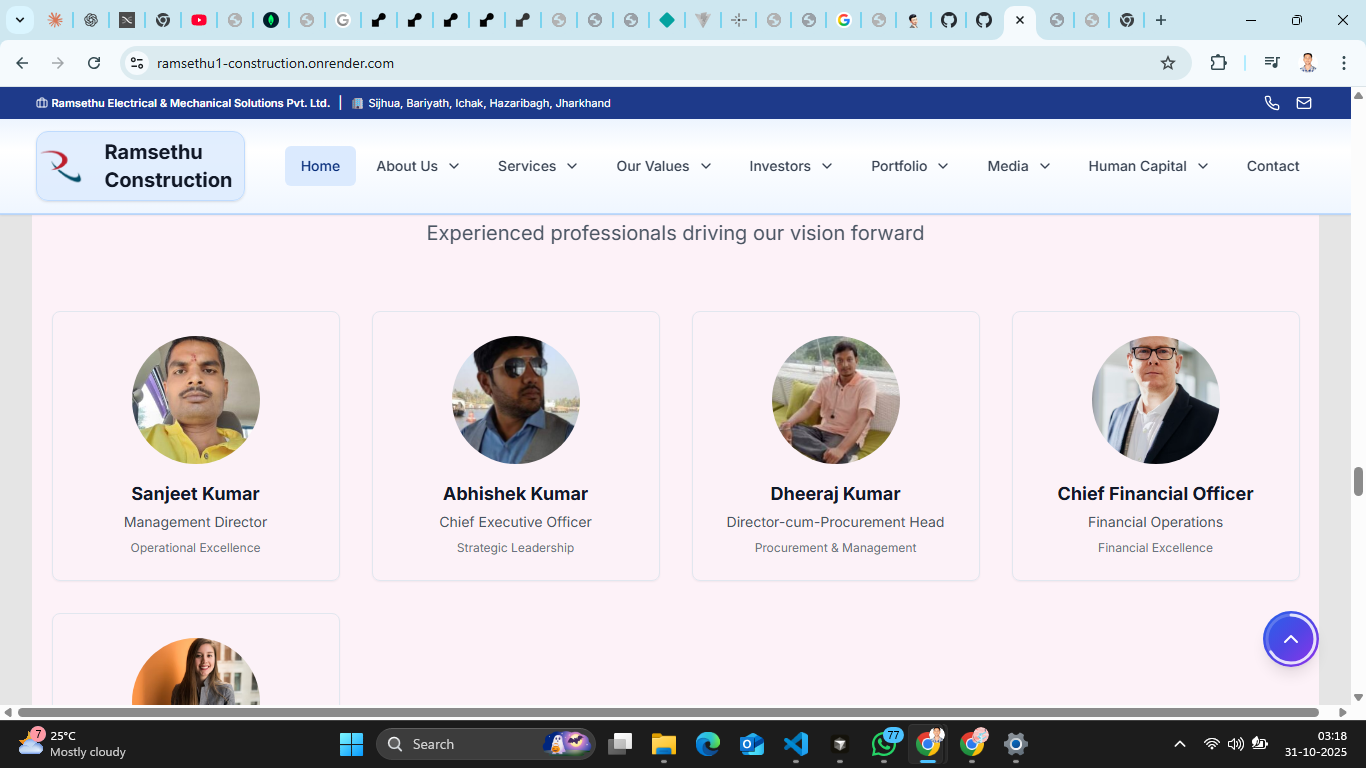 ramsethu1-construction.onrender.com
Ramsethu Electrical & Mechanical Solutions Pvt. Ltd. | Sijhua, Bariyath, Ichak, Hazaribagh, Jharkhand
Ramsethu
Construction
Home About Us Services Our Values Investors Portfolio Media Human Capital Contact
Experienced professionals driving our vision forward
Sanjeet Kumar
Management Director
Operational Excellence
Abhishek Kumar
Chief Executive Officer
Strategic Leadership
Dheeraj Kumar
Director-cum-Procurement Head
Procurement & Management
Chief Financial Officer
Financial Operations
Financial Excellence
7
25°C
Mostly cloudy
Search
77
03:18
31-10-2025